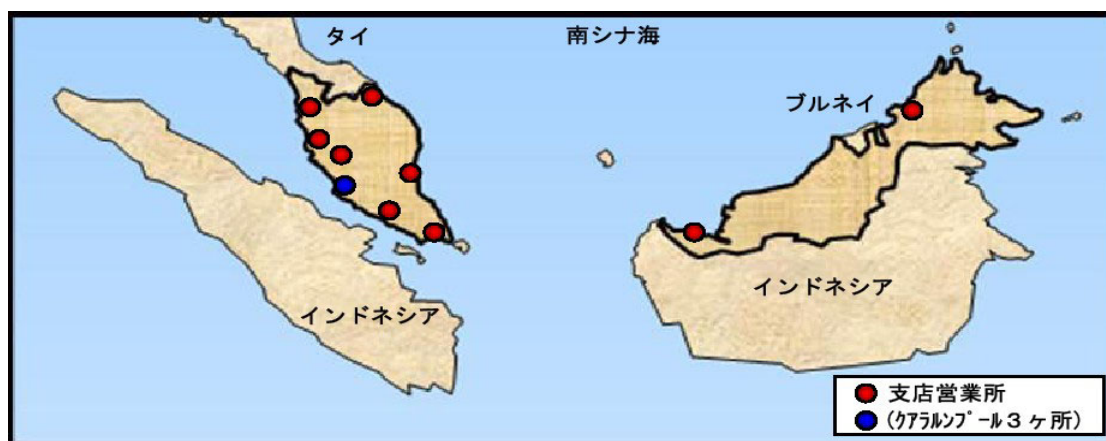 タイ
南シナ海
ブルネイ
インドネシア
インドネシア
支店営業所
(ｸｱﾗﾙﾝﾌﾟｰﾙ３ヶ所)